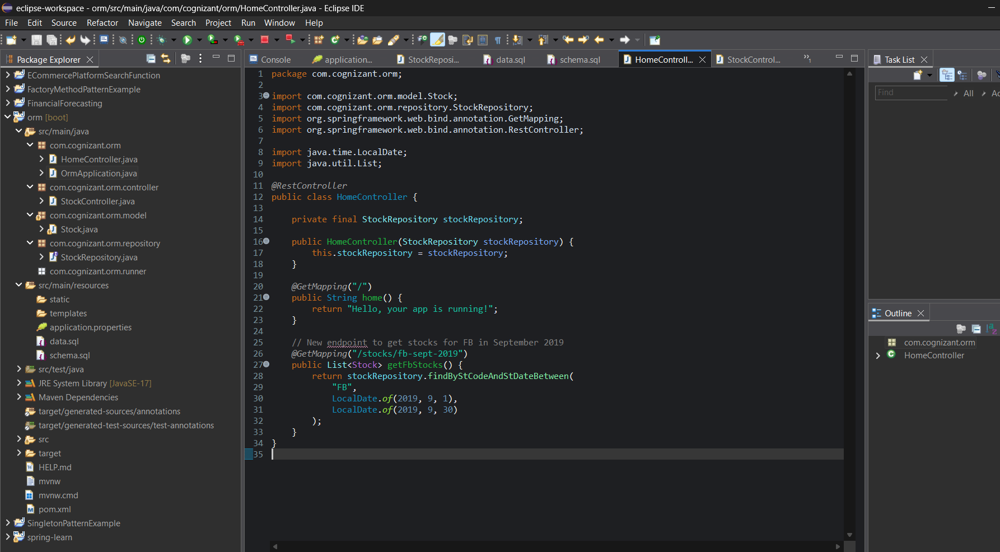 eclipse-workspace - orm/src/main/java/com/cognizant/orm/HomeController.java - Eclipse IDE
File Edit Source Refactor Navigate Search Project Run Window Help
Package Explorer
ECommercePlatformSearchFunction
FactoryMethodPatternExample
FinancialForecasting
orm [boot]
src/main/java
com.cognizant.orm
HomeController.java
OrmApplication.java
com.cognizant.orm.controller
StockController.java
com.cognizant.orm.model
Stock.java
com.cognizant.orm.repository
StockRepository.java
com.cognizant.orm.runner
src/main/resources
static
templates
application.properties
data.sql
schema.sql
src/test/java
JRE System Library [JavaSE-17]
Maven Dependencies
target/generated-sources/annotations
target/generated-test-sources/test-annotations
src
target
HELP.md
mvnw
mvnw.cmd
pom.xml
SingletonPatternExample
spring-learn
Console application... StockReposi... data.sql schema.sql HomeControll... StockControl... »1
1 package com.cognizant.orm;
2
3 import com.cognizant.orm.model.Stock;
4 import com.cognizant.orm.repository.StockRepository;
5 import org.springframework.web.bind.annotation.GetMapping;
6 import org.springframework.web.bind.annotation.RestController;
7
8 import java.time.LocalDate;
9 import java.util.List;
10
11 @RestController
12 public class HomeController {
13
14 private final StockRepository stockRepository;
15
16 public HomeController(StockRepository stockRepository) {
17 this.stockRepository = stockRepository;
18 }
19
20 @GetMapping("/")
21 public String home() {
22 return "Hello, your app is running!";
23 }
24
25 // New endpoint to get stocks for FB in September 2019
26 @GetMapping("/stocks/fb-sept-2019")
27 public List<Stock> getFbStocks() {
28 return stockRepository.findByStCodeAndStDateBetween(
29 "FB",
30 LocalDate.of(2019, 9, 1),
31 LocalDate.of(2019, 9, 30)
32 );
33 }
34 }
35
Task List
Find All Ac
Outline
com.cognizant.orm
HomeController